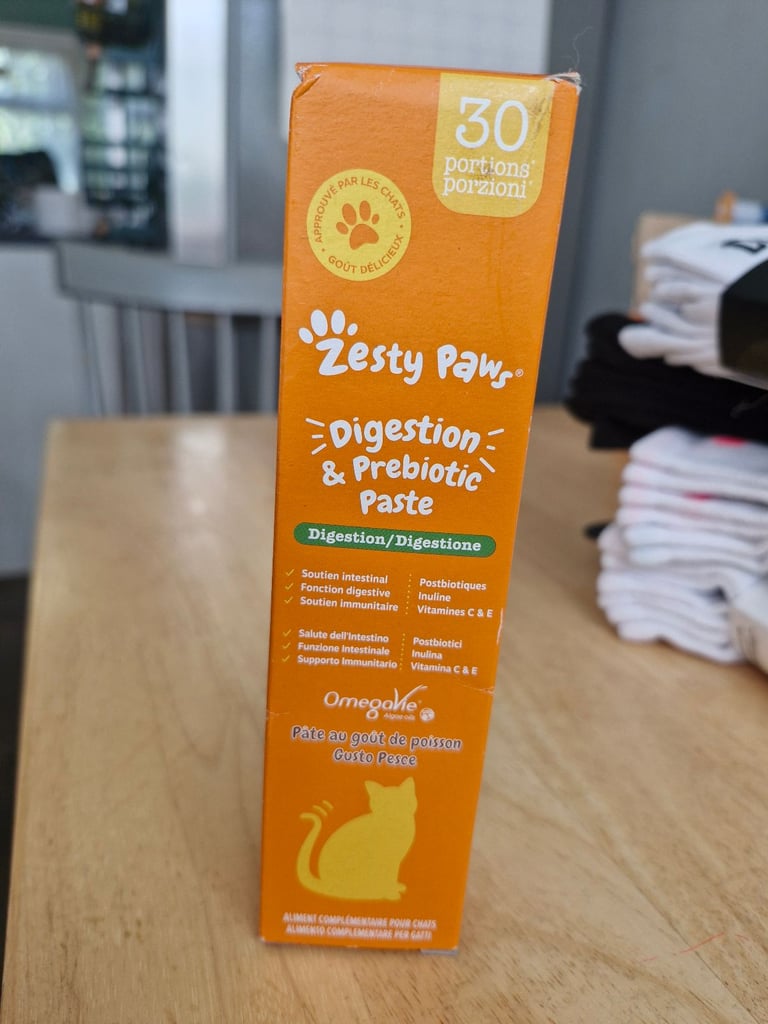 30
portions*
porzioni*
APPROUVÉ PAR LES CHATS
GOÛT DÉLICIEUX
Zesty Paws®
Digestion
& Prebiotic
Paste
Digestion/Digestione
Soutien intestinal
Fonction digestive
Soutien immunitaire
Postbiotiques
Inuline
Vitamines C & E
Salute dell'Intestino
Funzione Intestinale
Supporto Immunitario
Postbiotici
Inulina
Vitamina C & E
OmegaVie®
Algae oils
Pâte au goût de poisson
Gusto Pesce
ALIMENT COMPLÉMENTAIRE POUR CHATS
ALIMENTO COMPLEMENTARE PER GATTI